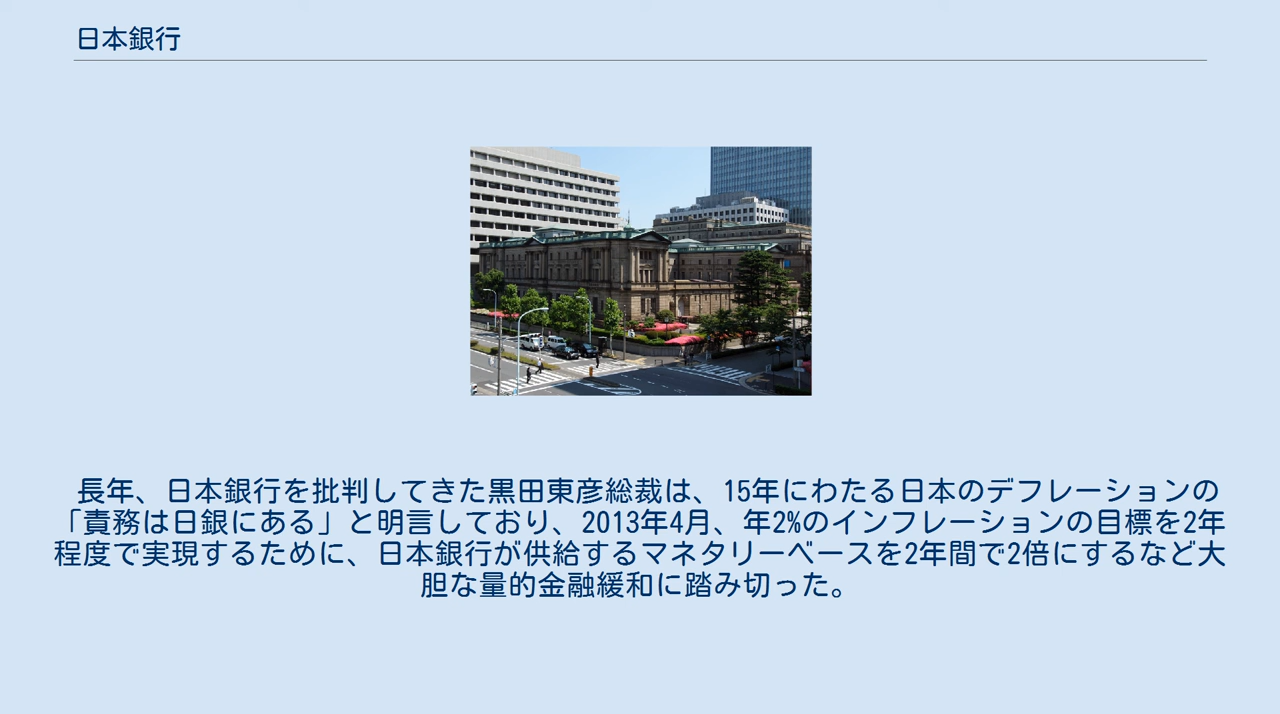 日本銀行
長年、日本銀行を批判してきた黒田東彦総裁は、15年にわたる日本のデフレーションの
「責務は日銀にある」と明言しており、2013年4月、年2%のインフレーションの目標を2年
程度で実現するために、日本銀行が供給するマネタリーベースを2年間で2倍にするなど大
胆な量的金融緩和に踏み切った。